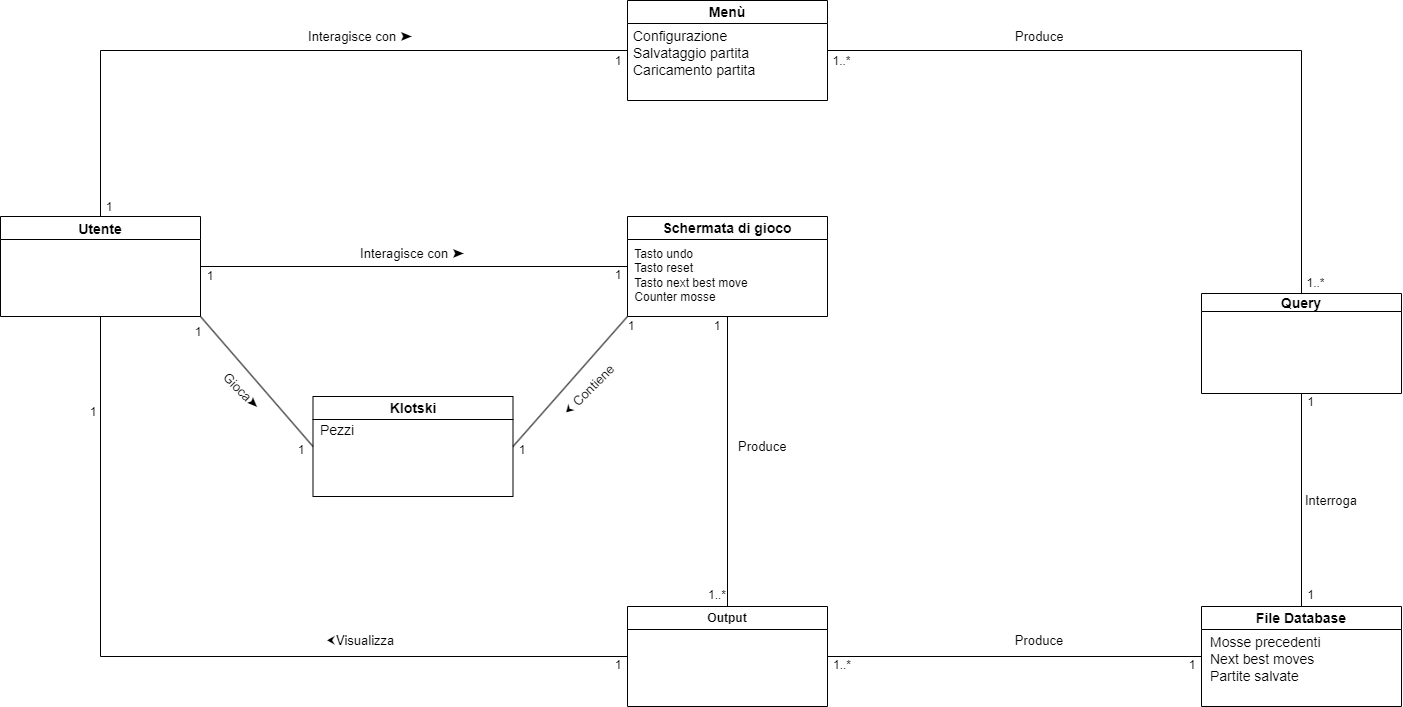 Menù
Interagisce con ➤
Configurazione
Salvataggio partita
Caricamento partita
Produce
1
1..*
1
Utente
Schermata di gioco
Interagisce con ➤
Tasto undo
Tasto reset
Tasto next best move
Counter mosse
1
1
1..*
Query
1
1
1
Gioca➤
➤ Contiene
1
Klotski
Pezzi
1
1
1
Produce
Interroga
1..*
1
Output
File Database
➤Visualizza
Produce
Mosse precedenti
Next best moves
Partite salvate
1
1..*
1